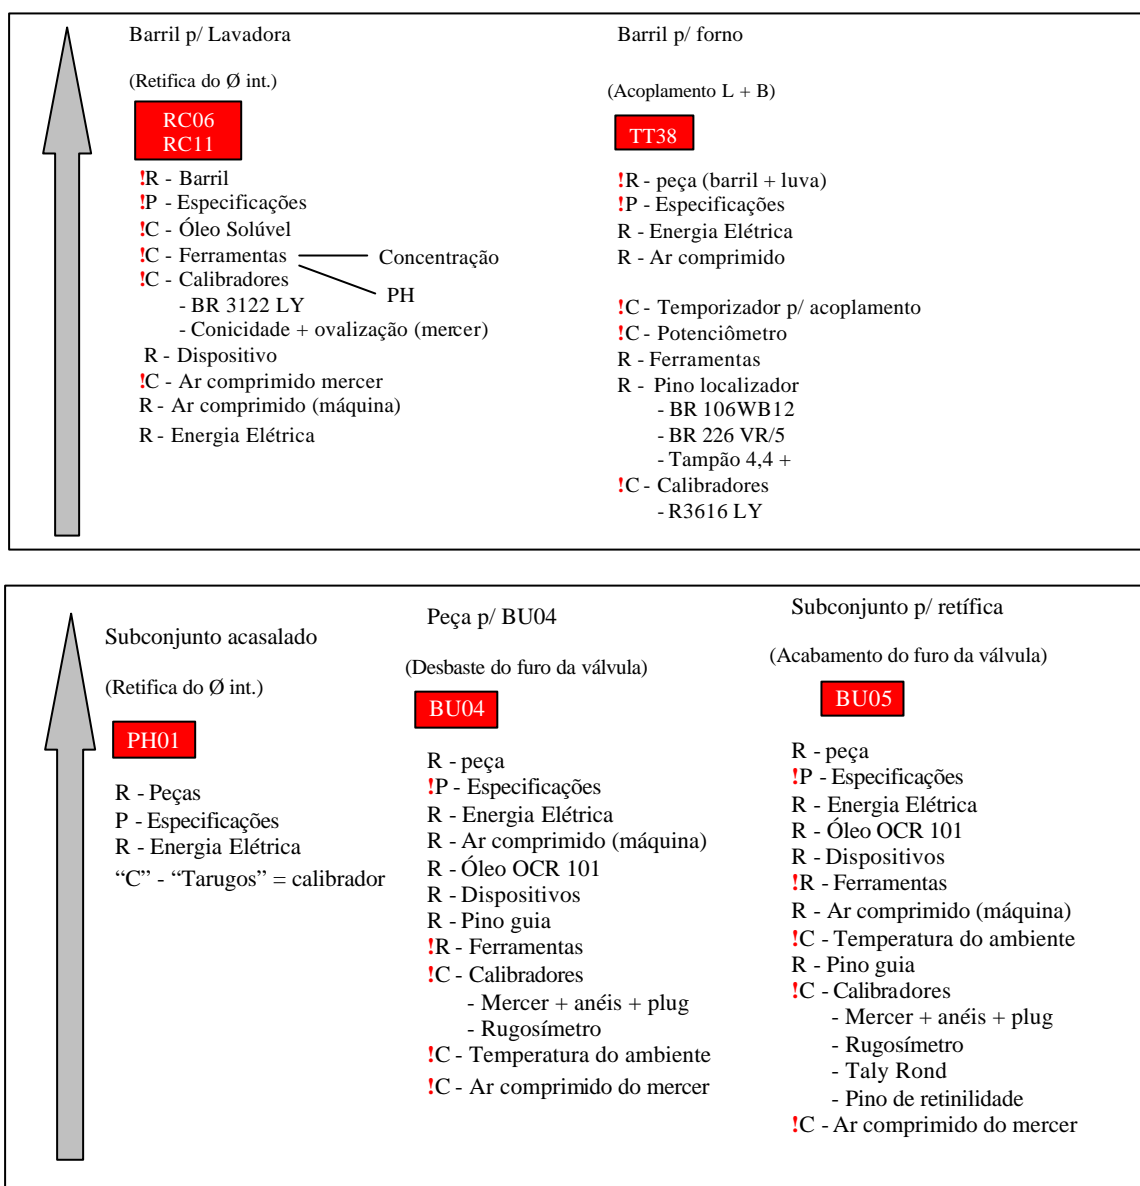 Barril p/ Lavadora
(Retifica do Ø int.)
RC06
RC11
!R - Barril
!P - Especificações
!C - Óleo Solúvel
!C - Ferramentas
Concentração
PH
!C - Calibradores
- BR 3122 LY
- Conicidade + ovalização (mercer)
R - Dispositivo
!C - Ar comprimido mercer
R - Ar comprimido (máquina)
R - Energia Elétrica
Barril p/ forno
(Acoplamento L + B)
TT38
!R - peça (barril + luva)
!P - Especificações
R - Energia Elétrica
R - Ar comprimido
!C - Temporizador p/ acoplamento
!C - Potenciômetro
R - Ferramentas
R - Pino localizador
- BR 106WB12
- BR 226 VR/5
- Tampão 4,4 +
!C - Calibradores
- R3616 LY
Subconjunto acasalado
(Retifica do Ø int.)
PH01
R - Peças
P - Especificações
R - Energia Elétrica
“C” - “Tarugos” = calibrador
Peça p/ BU04
(Desbaste do furo da válvula)
BU04
R - peça
!P - Especificações
R - Energia Elétrica
R - Ar comprimido (máquina)
R - Óleo OCR 101
R - Dispositivos
R - Pino guia
!R - Ferramentas
!C - Calibradores
- Mercer + anéis + plug
- Rugosímetro
!C - Temperatura do ambiente
!C - Ar comprimido do mercer
Subconjunto p/ retífica
(Acabamento do furo da válvula)
BU05
R - peça
!P - Especificações
R - Energia Elétrica
R - Óleo OCR 101
R - Dispositivos
!R - Ferramentas
R - Ar comprimido (máquina)
!C - Temperatura do ambiente
R - Pino guia
!C - Calibradores
- Mercer + anéis + plug
- Rugosímetro
- Taly Rond
- Pino de retinilidade
!C - Ar comprimido do mercer